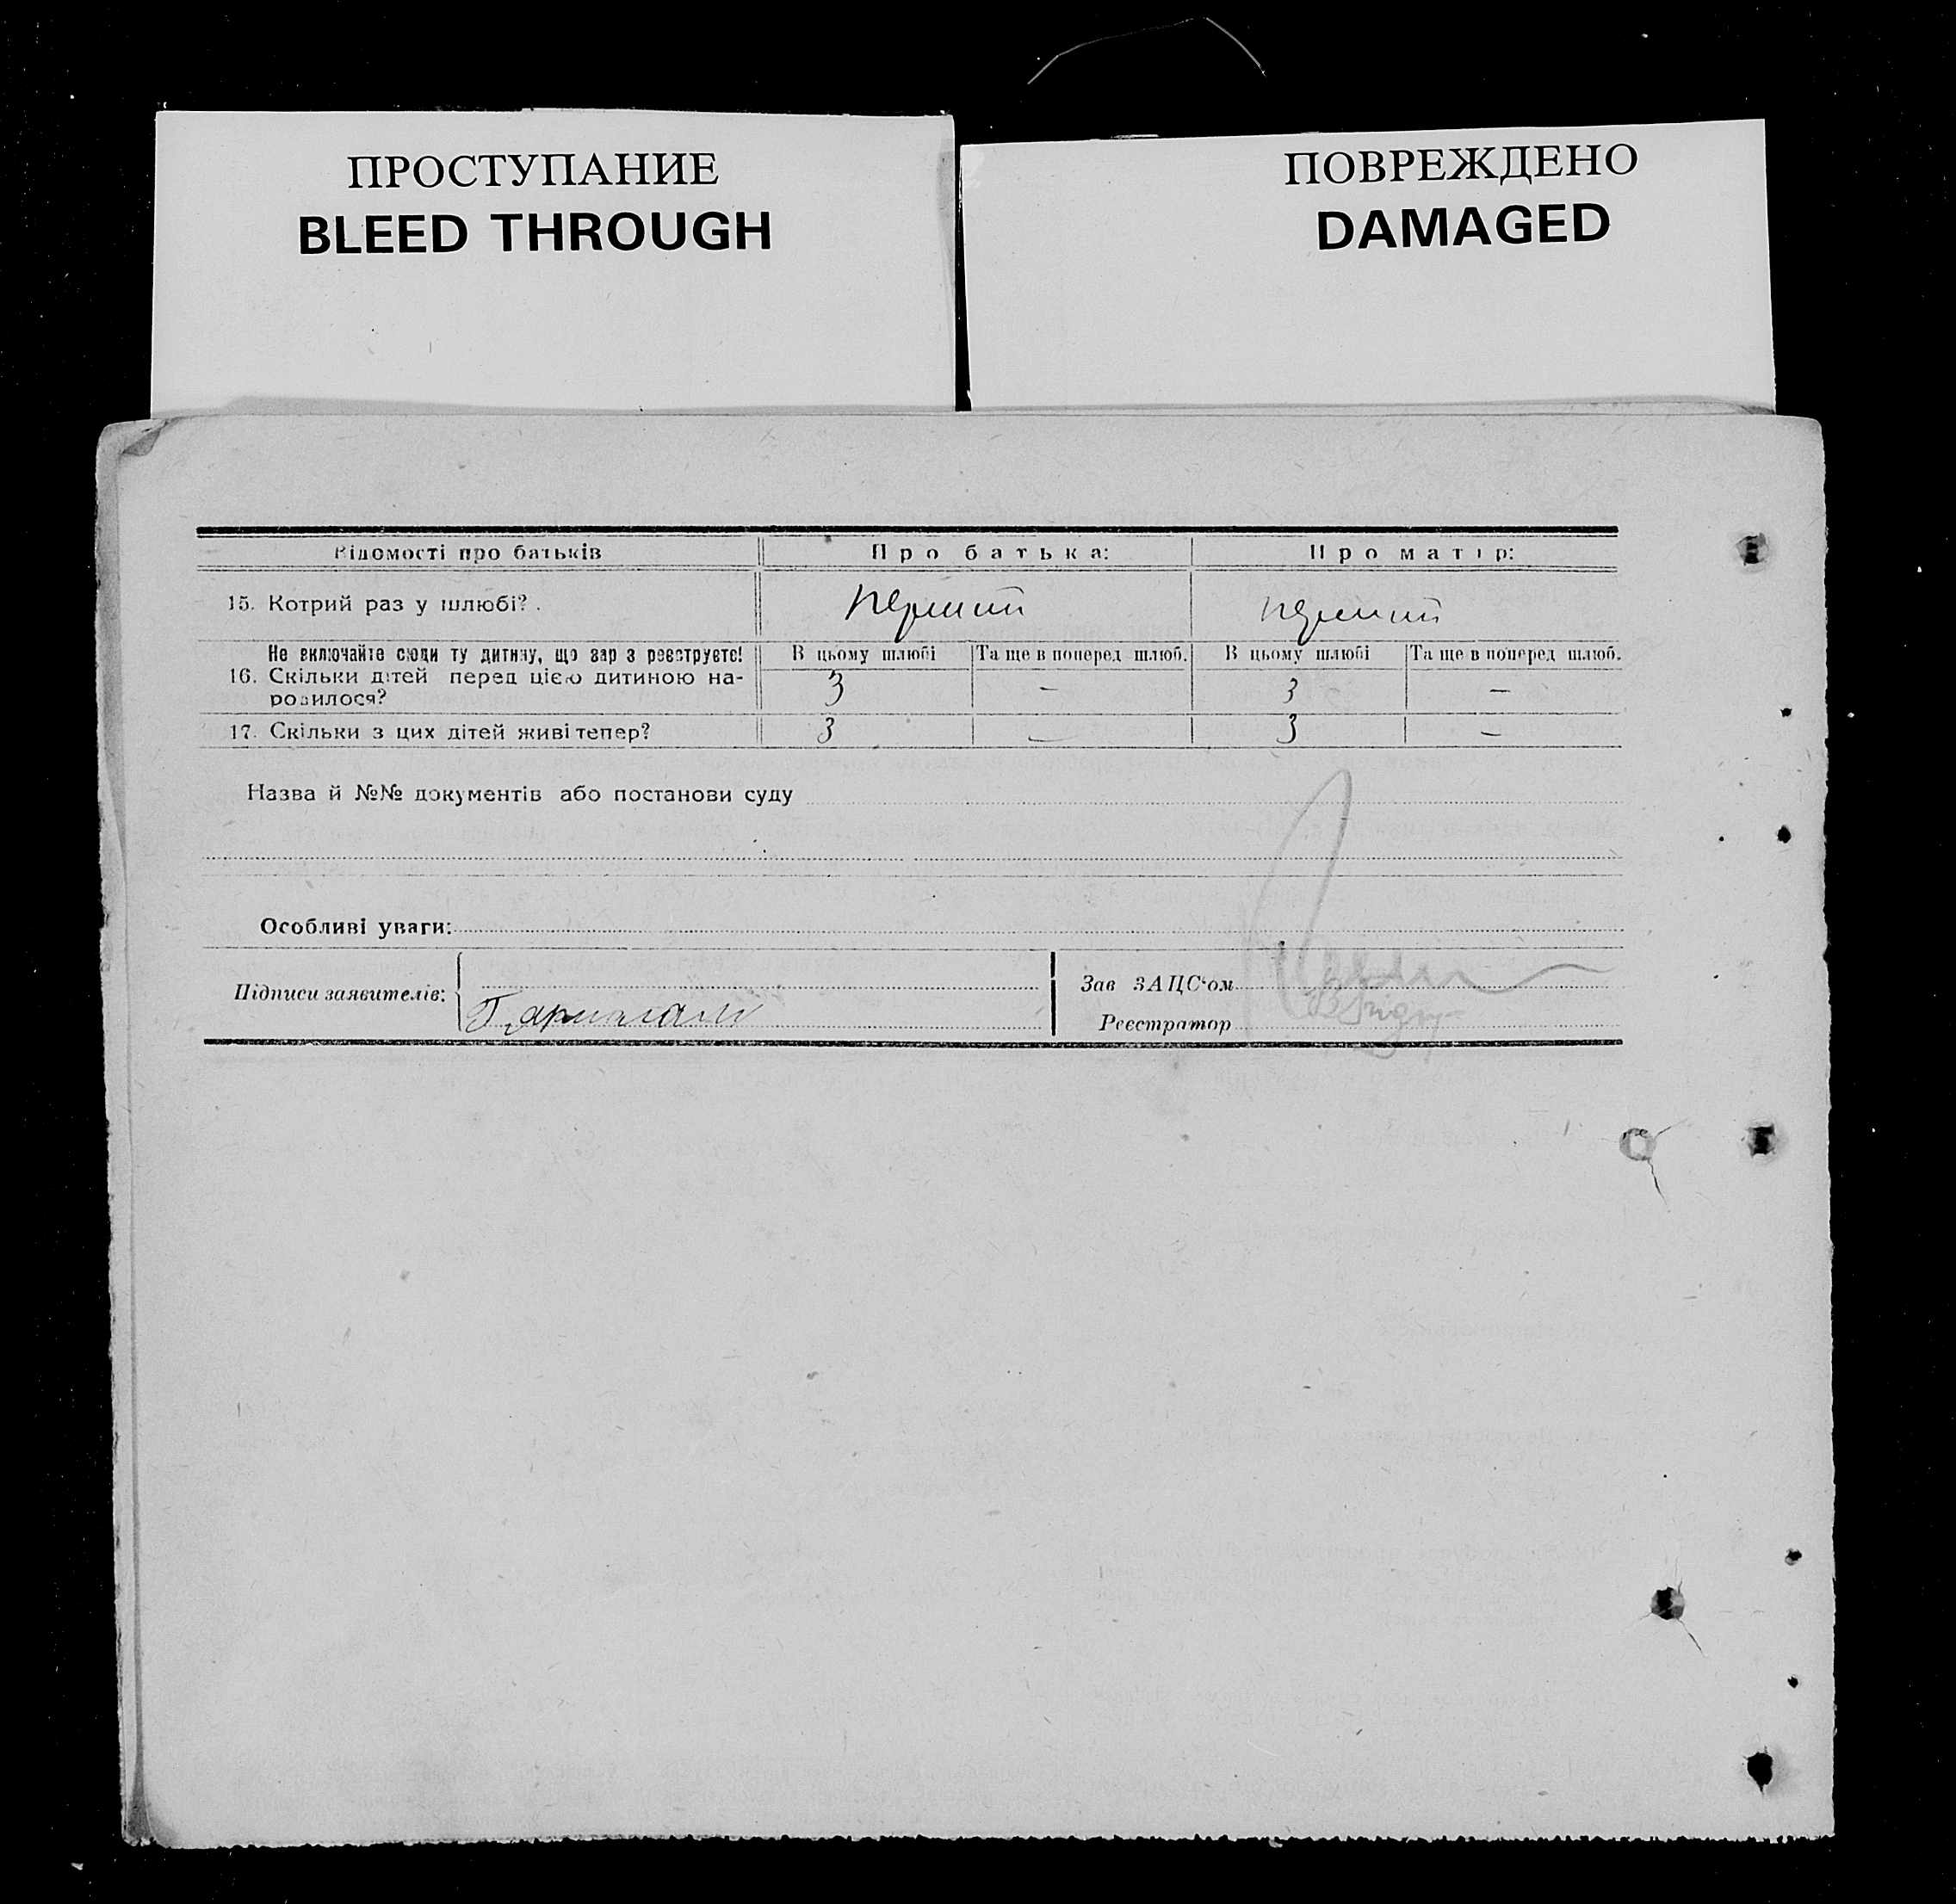 ПРОСТУПАНИЕ
BLEED THROUGH
ПОВРЕЖДЕНО
DAMAGED
Відомості про батьків Про батька: Про матір:
15. Котрий раз у шлюбі? . перший перший
Не включайте сюди ту дитину, що зараз реєструєте! В цьому шлюбі Та ще в поперед шлюб. В цьому шлюбі Та ще в поперед шлюб.
16. Скільки дітей перед цією дитиною на- 3 – 3 –
родилося?
17. Скільки з цих дітей живі тепер? 3 — 3 –
Назва й №№ документів або постанови суду
Особливі уваги:
Підписи заявителів:
Зав ЗАЦС'ом
Реєстратор